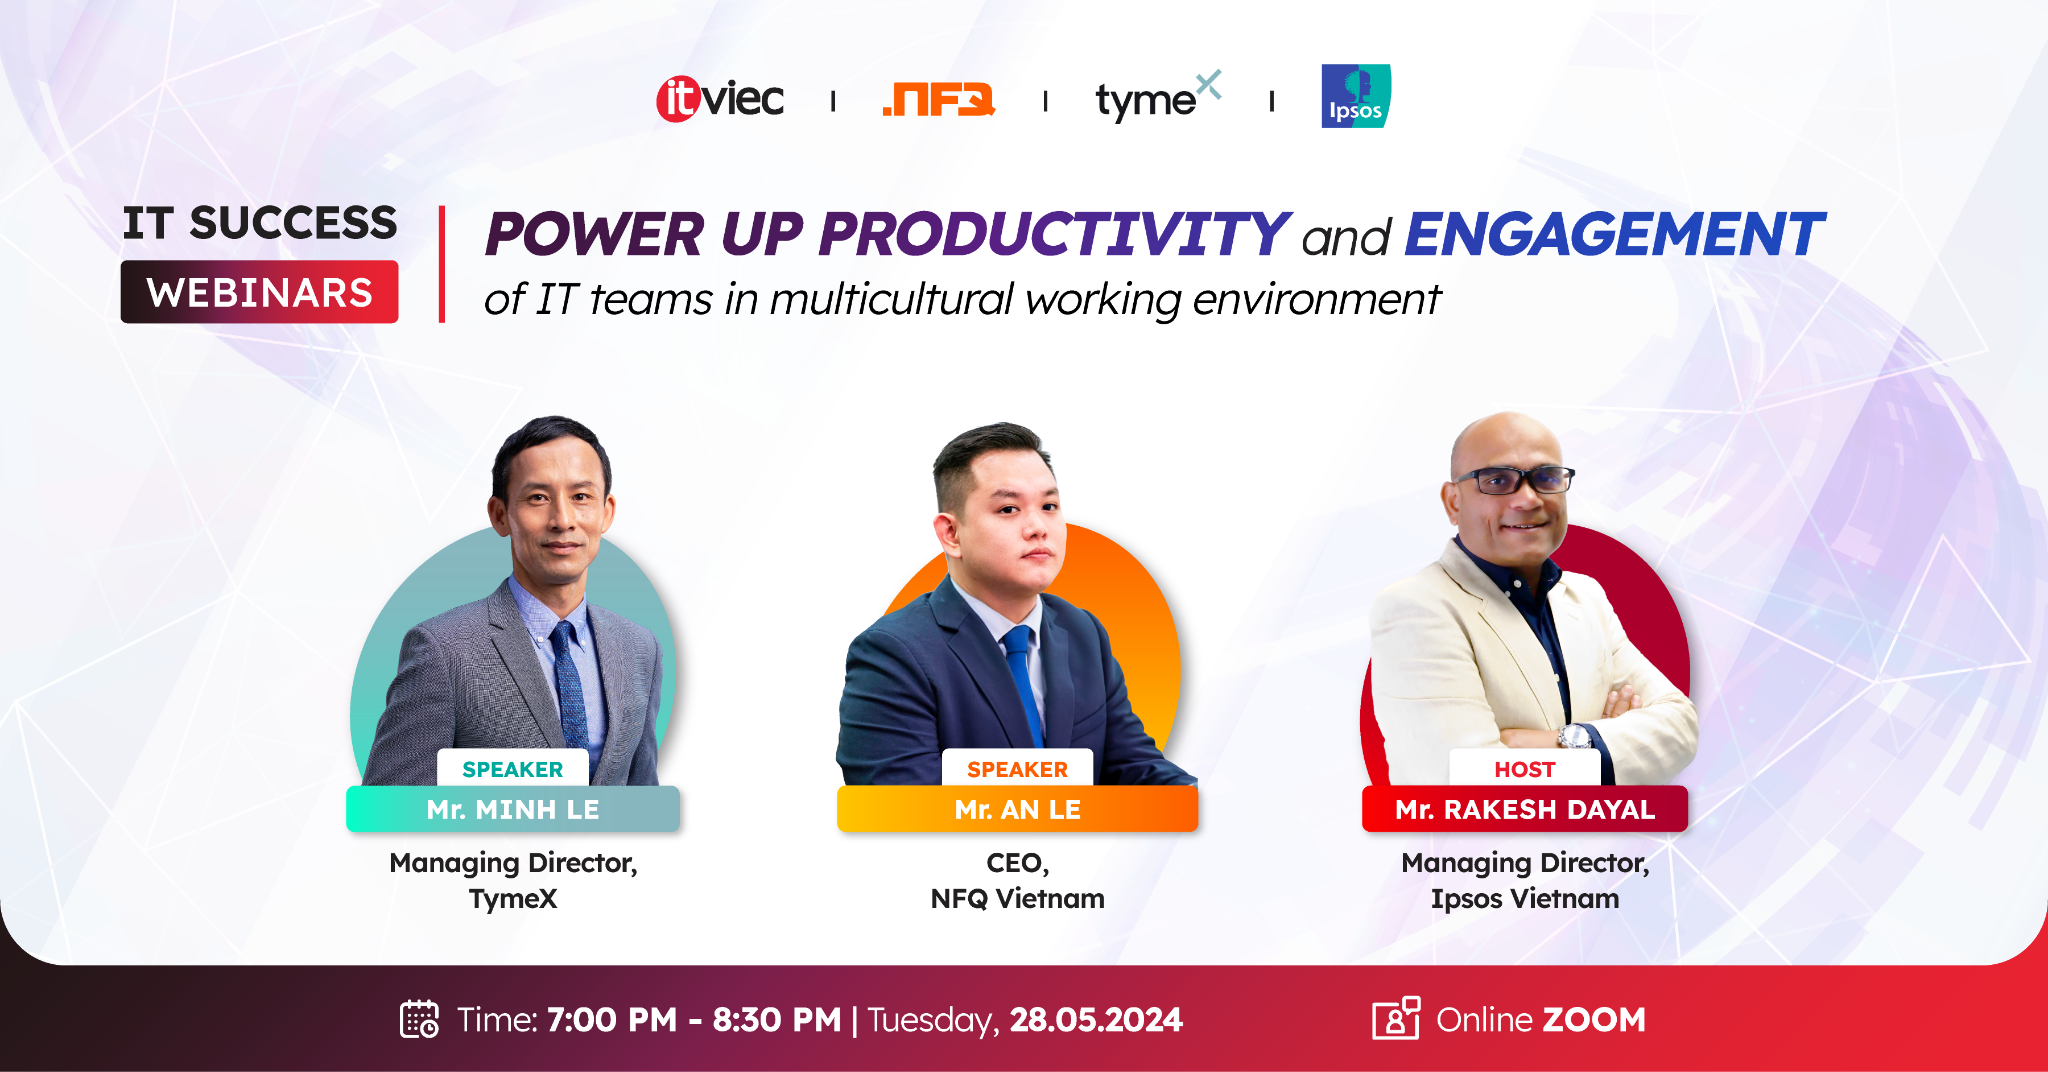 itviec
.NFQ
tymeX
Ipsos
IT SUCCESS
WEBINARS
POWER UP PRODUCTIVITY and ENGAGEMENT
of IT teams in multicultural working environment
SPEAKER
Mr. MINH LE
Managing Director,
TymeX
SPEAKER
Mr. AN LE
CEO,
NFQ Vietnam
HOST
Mr. RAKESH DAYAL
Managing Director,
Ipsos Vietnam
Time: 7:00 PM - 8:30 PM | Tuesday, 28.05.2024
Online ZOOM